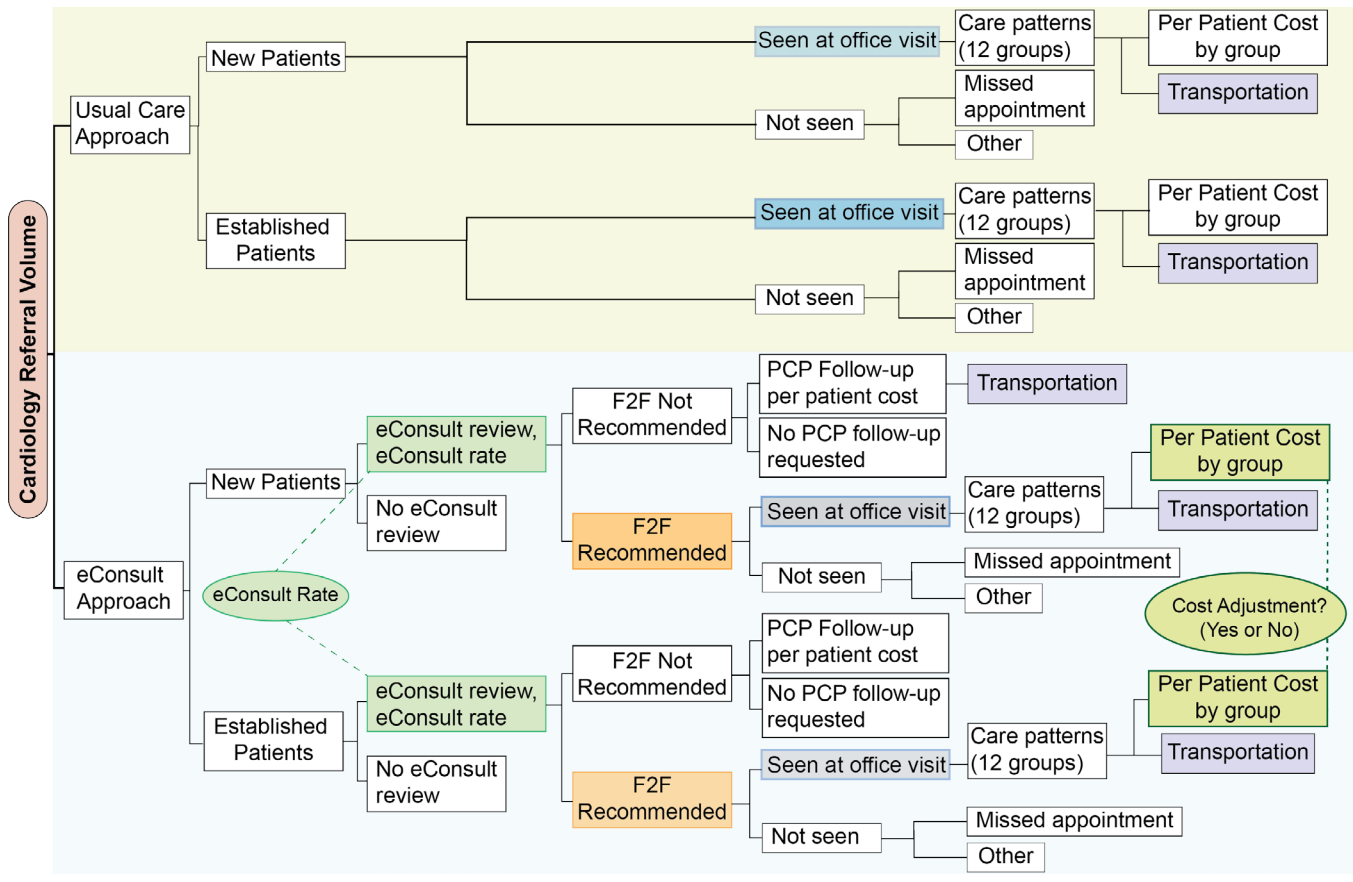 Cardiology Referral Volume
Usual Care
Approach
New Patients
Seen at office visit
Care patterns
(12 groups)
Per Patient Cost
by group
Transportation
Not seen
Missed
appointment
Other
Established
Patients
Seen at office visit
Care patterns
(12 groups)
Per Patient Cost
by group
Transportation
Not seen
Missed
appointment
Other
eConsult
Approach
eConsult Rate
New Patients
eConsult review,
eConsult rate
No eConsult
review
F2F Not
Recommended
PCP Follow-up
per patient cost
Transportation
No PCP follow-up
requested
F2F
Recommended
Seen at office visit
Care patterns
(12 groups)
Per Patient Cost
by group
Transportation
Not seen
Missed appointment
Other
Cost Adjustment?
(Yes or No)
Established
Patients
eConsult review,
eConsult rate
No eConsult
review
F2F Not
Recommended
PCP Follow-up
per patient cost
No PCP follow-up
requested
F2F
Recommended
Seen at office visit
Care patterns
(12 groups)
Per Patient Cost
by group
Transportation
Not seen
Missed appointment
Other